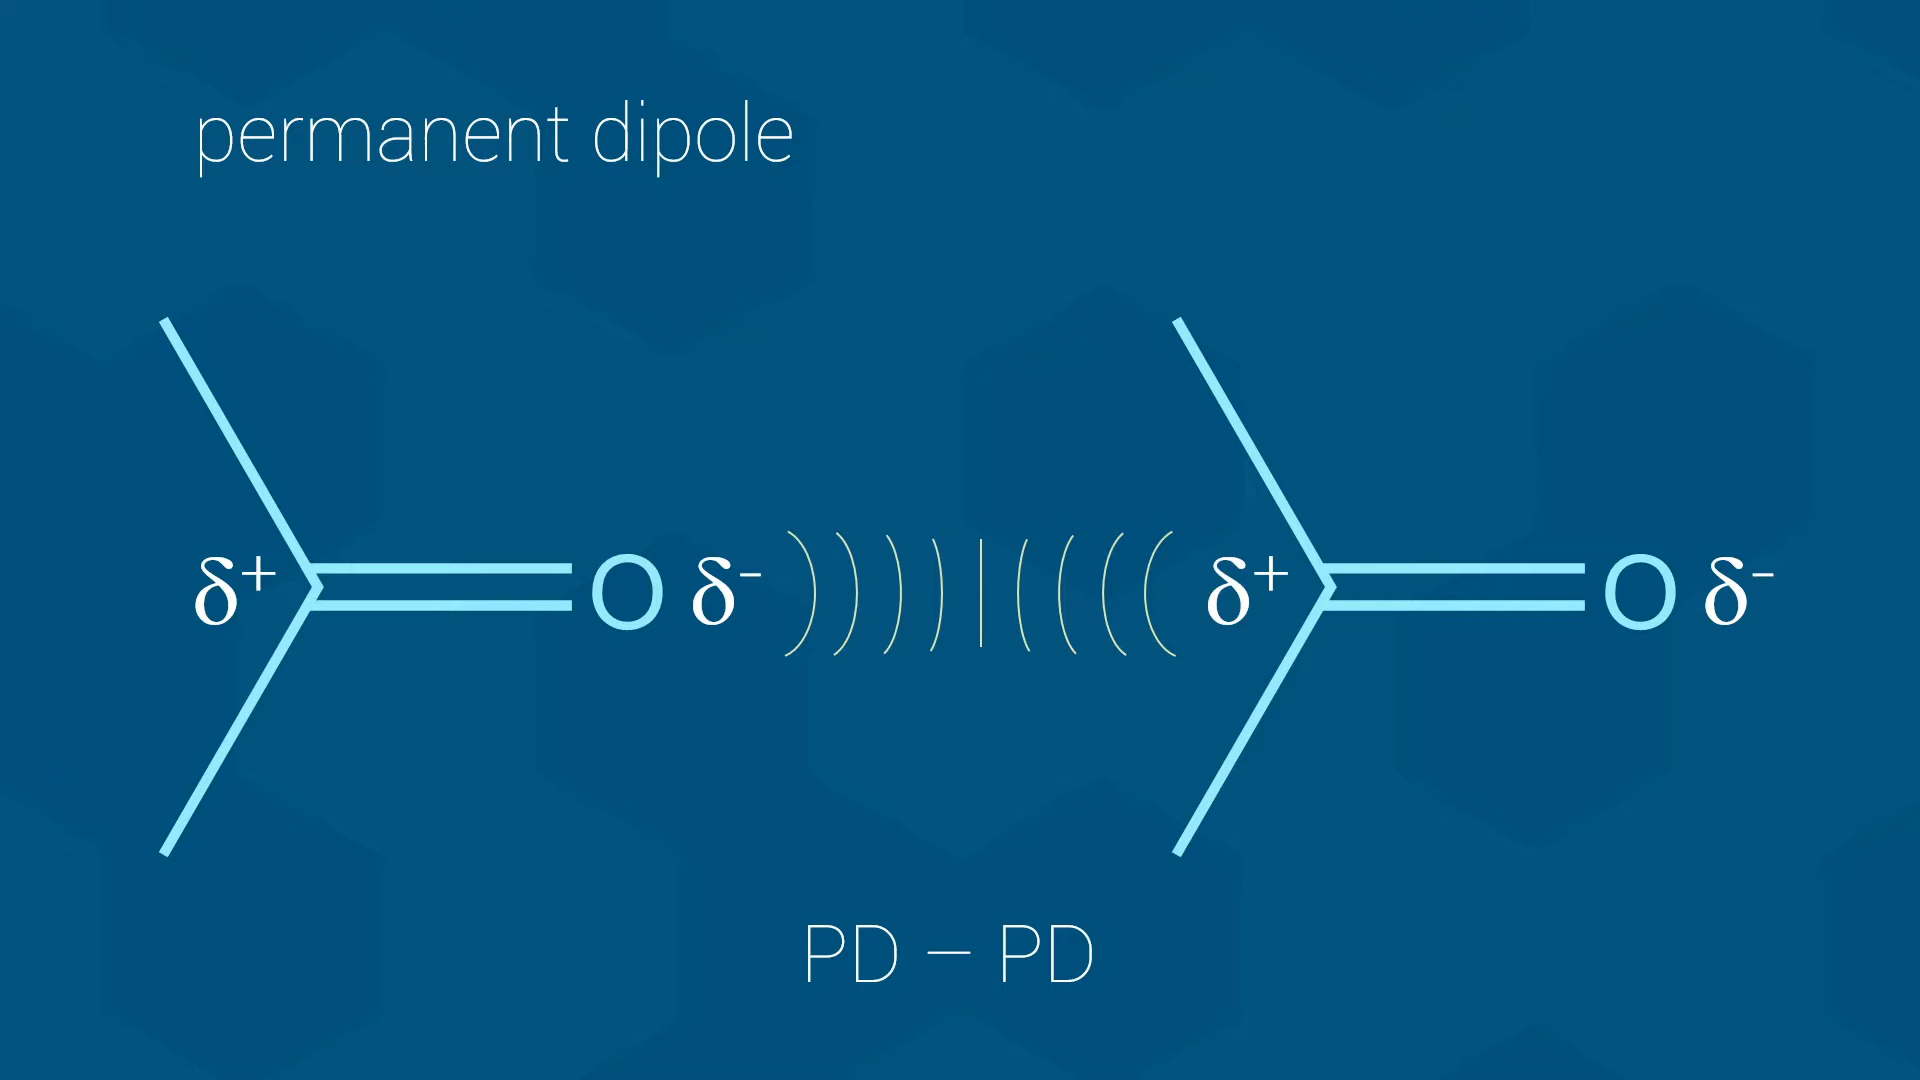 permanent dipole
δ+ O δ- δ+ O δ-
PD – PD